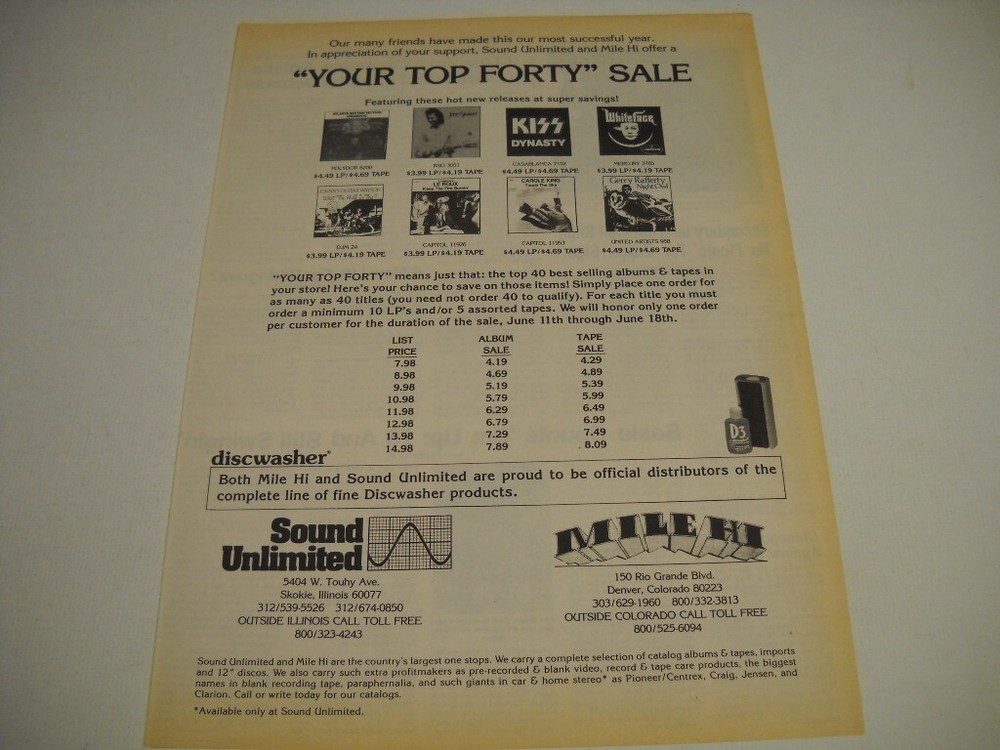 Our many friends have made this our most successful year.
In appreciation of your support, Sound Unlimited and Mile Hi offer a
“YOUR TOP FORTY” SALE
Featuring these hot new releases at super savings!
KISS
DYNASTY
Whiteface
POLYDOR 6200
$4.49 LP/$4.69 TAPE
RSO 3051
$3.99 LP/$4.19 TAPE
CASABLANCA 7152
$4.49 LP/$4.69 TAPE
MERCURY 3765
$3.99 LP/$4.19 TAPE
LE ROUX
Keep The Fire Burnin'
CAROLE KING
Touch The Sky
Gerry Rafferty
Night Owl
DJM 24
$3.99 LP/$4.19 TAPE
CAPITOL 11926
$3.99 LP/$4.19 TAPE
CAPITOL 11953
$4.49 LP/$4.69 TAPE
UNITED ARTISTS 958
$4.49 LP/$4.69 TAPE
“YOUR TOP FORTY” means just that: the top 40 best selling albums & tapes in
your store! Here's your chance to save on those items! Simply place one order for
as many as 40 titles (you need not order 40 to qualify). For each title you must
order a minimum 10 LP's and/or 5 assorted tapes. We will honor only one order
per customer for the duration of the sale, June 11th through June 18th.
LIST ALBUM TAPE
PRICE SALE SALE
7.98 4.19 4.29
8.98 4.69 4.89
9.98 5.19 5.39
10.98 5.79 5.99
11.98 6.29 6.49
12.98 6.79 6.99
13.98 7.29 7.49
14.98 7.89 8.09
D3
discwasher®
Both Mile Hi and Sound Unlimited are proud to be official distributors of the
complete line of fine Discwasher products.
Sound
Unlimited
5404 W. Touhy Ave.
Skokie, Illinois 60077
312/539-5526 312/674-0850
OUTSIDE ILLINOIS CALL TOLL FREE
800/323-4243
MILE HI
150 Rio Grande Blvd.
Denver, Colorado 80223
303/629-1960 800/332-3813
OUTSIDE COLORADO CALL TOLL FREE
800/525-6094
Sound Unlimited and Mile Hi are the country's largest one stops. We carry a complete selection of catalog albums & tapes, imports
and 12" discos. We also carry such extra profitmakers as pre-recorded & blank video, record & tape care products, the biggest
names in blank recording tape, paraphernalia, and such giants in car & home stereo* as Pioneer/Centrex, Craig, Jensen, and
Clarion. Call or write today for our catalogs.
*Available only at Sound Unlimited.